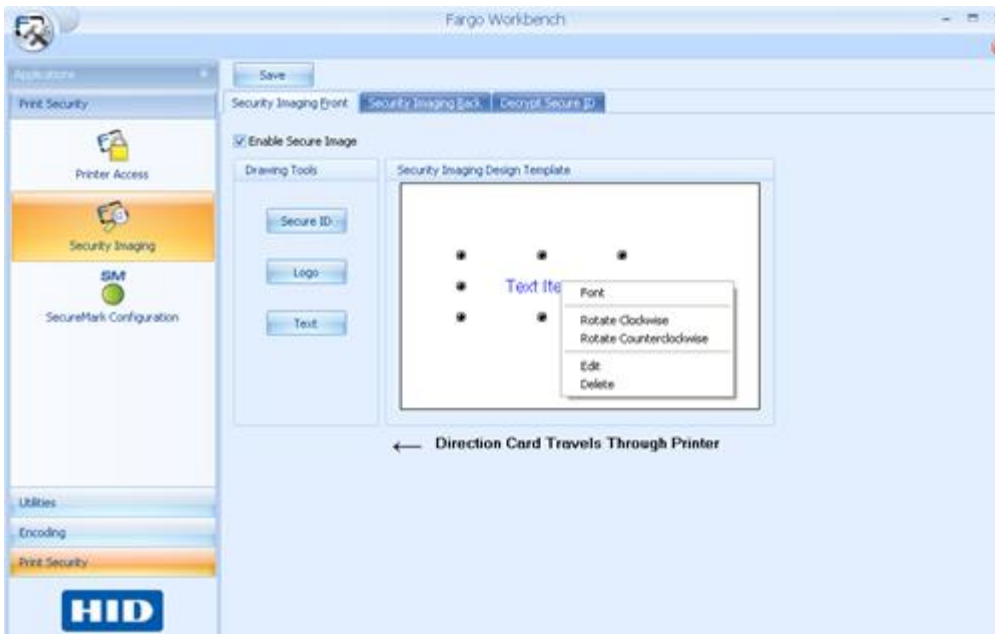 Fargo Workbench
Applications
Print Security
Printer Access
Security Imaging
SM
SecureMark Configuration
Utilities
Encoding
Print Security
HID
Save
Security Imaging Front
Security Imaging Back
Decrypt Secure ID
Enable Secure Image
Drawing Tools
Secure ID
Logo
Text
Security Imaging Design Template
Text Ite
Font
Rotate Clockwise
Rotate Counterclockwise
Edit
Delete
← Direction Card Travels Through Printer